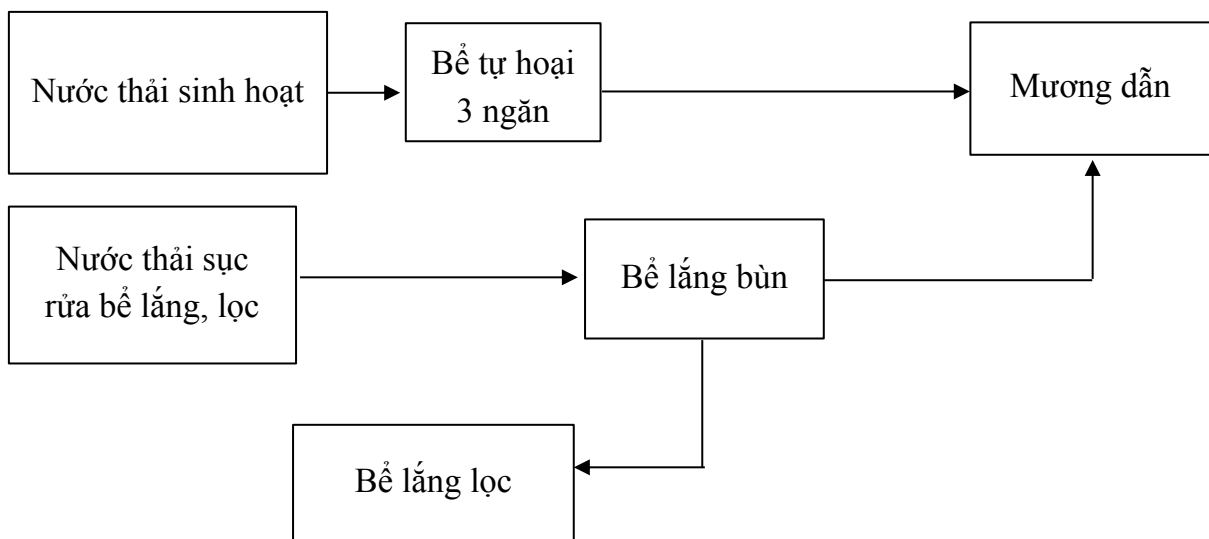 Nước thải sinh hoạt
Bể tự hoại
3 ngăn
Mương dẫn
Nước thải sục
rửa bể lắng, lọc
Bể lắng bùn
Bể lắng lọc